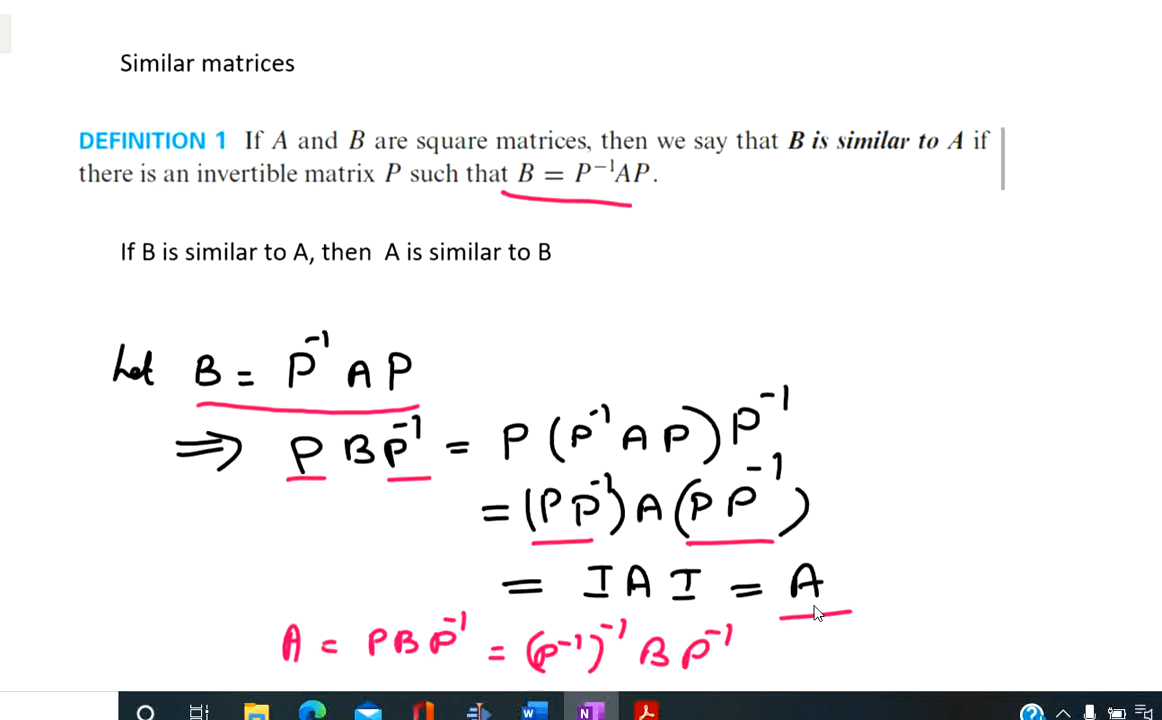 Similar matrices
DEFINITION 1 If A and B are square matrices, then we say that B is similar to A if
there is an invertible matrix P such that B = P⁻¹AP.
If B is similar to A, then A is similar to B
Let B = P⁻¹ A P
⇒ P B P⁻¹ = P (P⁻¹ A P) P⁻¹
= (P P⁻¹) A (P P⁻¹)
= I A I = A
A = P B P⁻¹ = (P⁻¹)⁻¹ B P⁻¹